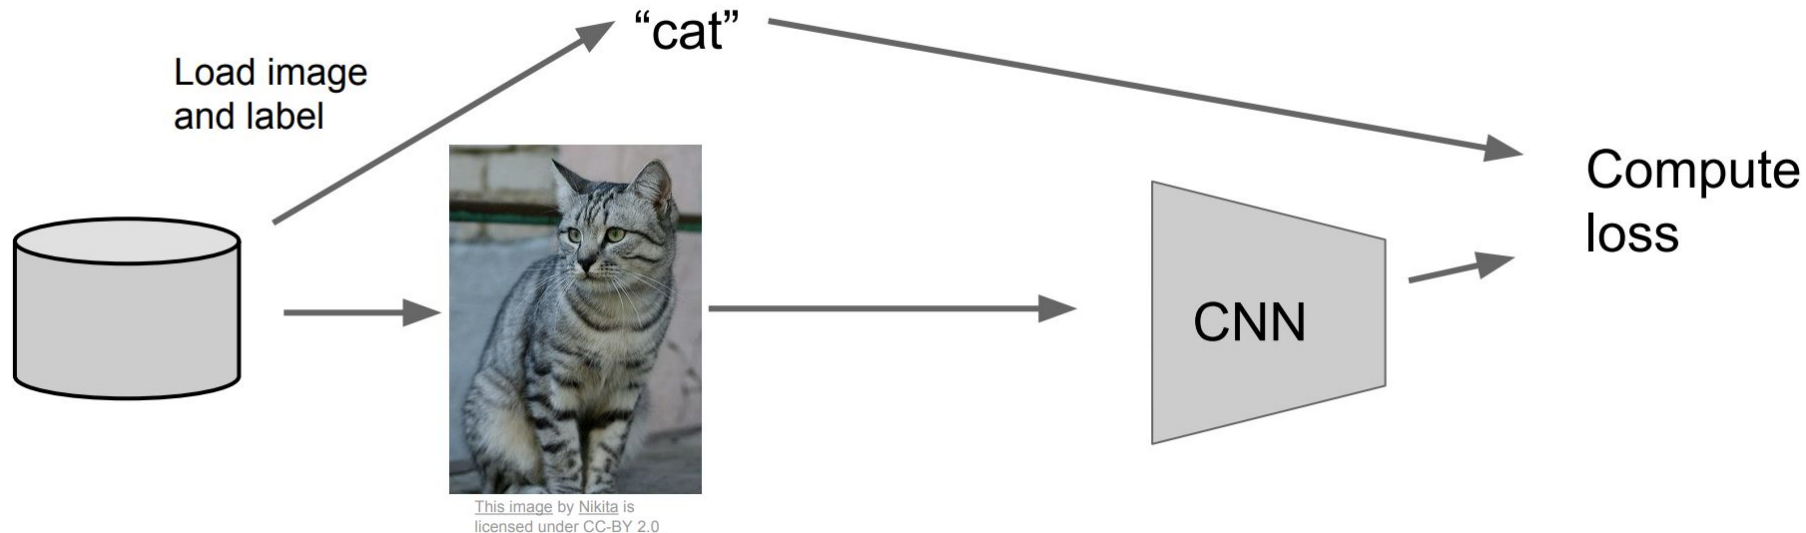 “cat”
Load image
and label
Compute
loss
CNN
This image by Nikita is
licensed under CC-BY 2.0